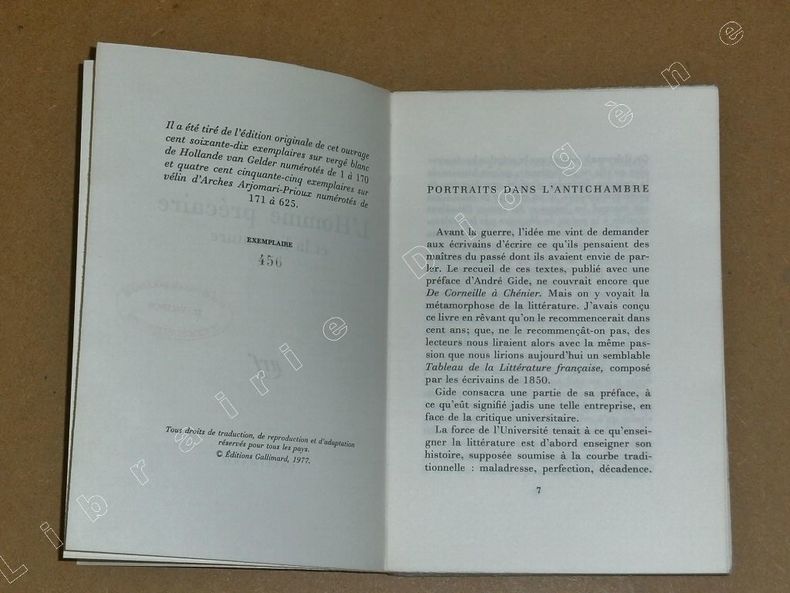 Il a été tiré de l'édition originale de cet ouvrage
cent soixante-dix exemplaires sur vergé blanc
de Hollande van Gelder numérotés de 1 à 170
et quatre cent cinquante-cinq exemplaires sur
vélin d'Arches Arjomari-Prioux numérotés de
171 à 625.
EXEMPLAIRE
456
L'Homme précaire
Tous droits de traduction, de reproduction et d'adaptation
réservés pour tous les pays.
© Éditions Gallimard, 1977.
PORTRAITS DANS L'ANTICHAMBRE
Avant la guerre, l'idée me vint de demander
aux écrivains d'écrire ce qu'ils pensaient des
maîtres du passé dont ils avaient envie de par-
ler. Le recueil de ces textes, publié avec une
préface d'André Gide, ne couvrait encore que
De Corneille à Chénier. Mais on y voyait la
métamorphose de la littérature. J'avais conçu
ce livre en rêvant qu'on le recommencerait dans
cent ans; que, ne le recommençât-on pas, des
lecteurs nous liraient alors avec la même pas-
sion que nous lirions aujourd'hui un semblable
Tableau de la Littérature française, composé
par les écrivains de 1850.
Gide consacra une partie de sa préface, à
ce qu'eût signifié jadis une telle entreprise, en
face de la critique universitaire.
La force de l'Université tenait à ce qu'ensei-
gner la littérature est d'abord enseigner son
histoire, supposée soumise à la courbe tradi-
tionnelle : maladresse, perfection, décadence.
7
Librairie Diogène